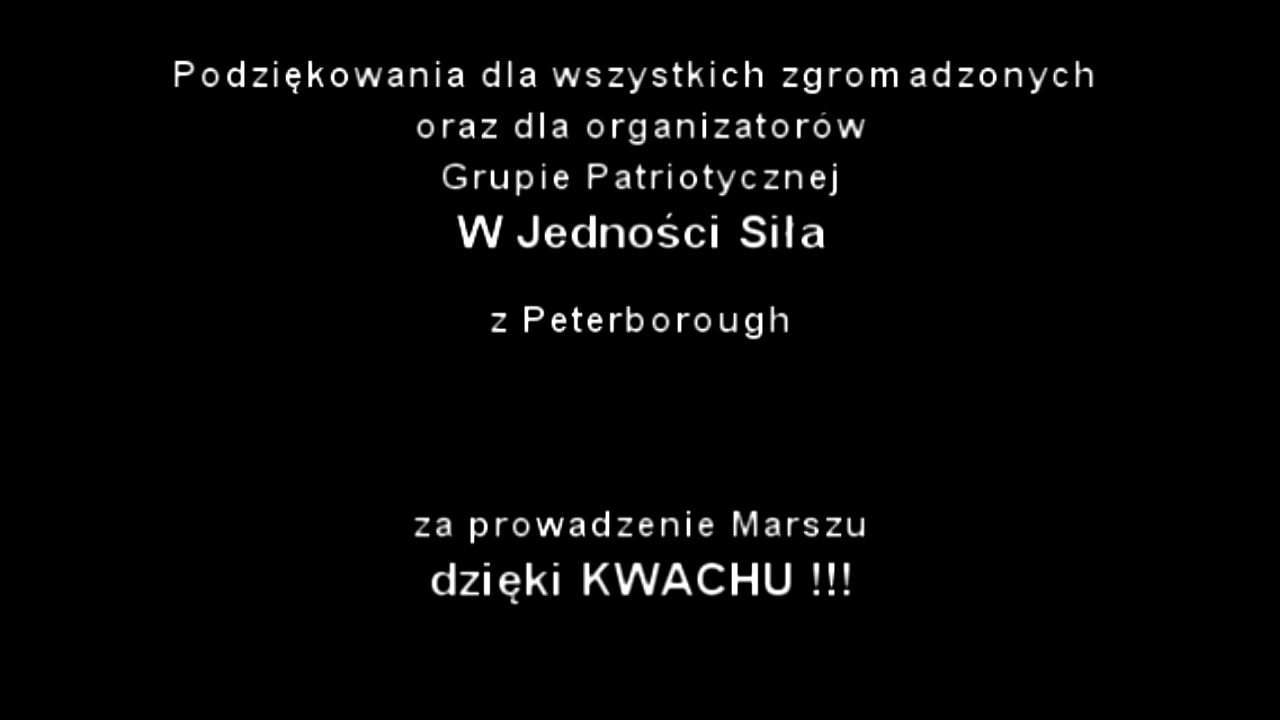 Podziękowania dla wszystkich zgromadzonych
oraz dla organizatorów
Grupie Patriotycznej
W Jedności Siła
z Peterborough
za prowadzenie Marszu
dzięki KWACHU !!!